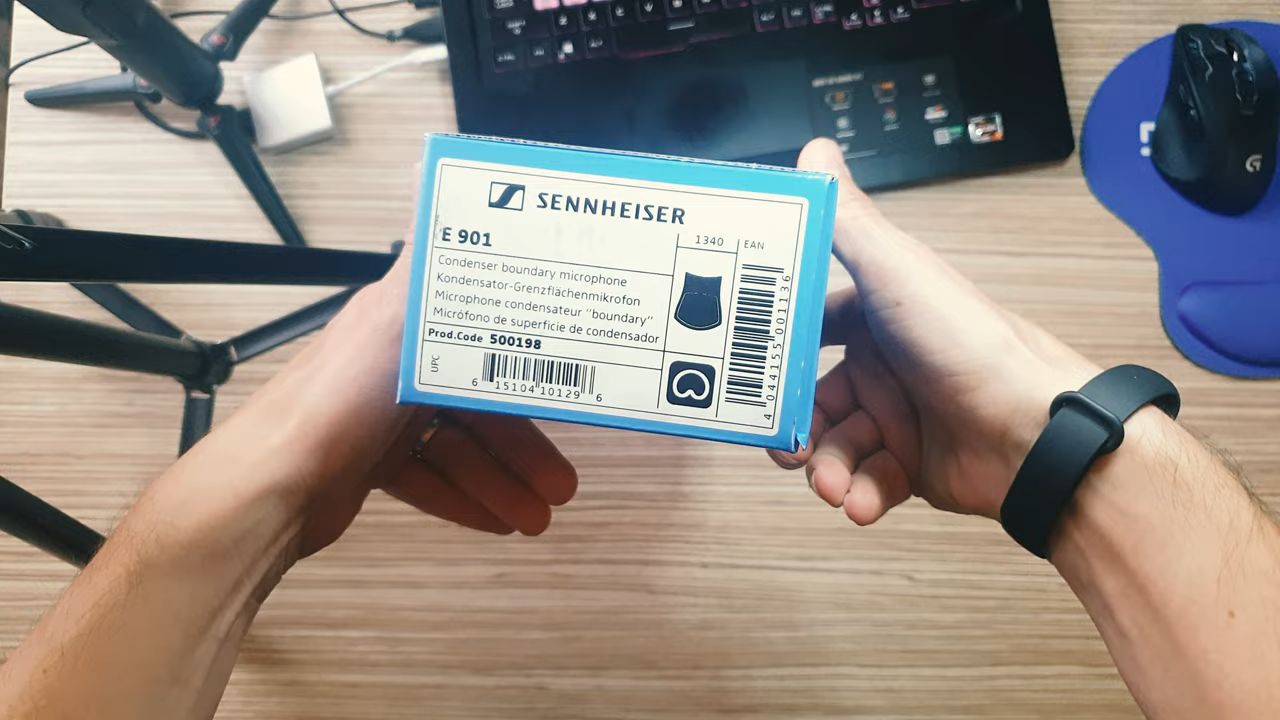 SENNHEISER
E 901
1340
EAN
Condenser boundary microphone
Kondensator-Grenzflächenmikrofon
Microphone condensateur "boundary"
Micrófono de superficie de condensador
Prod.Code 500198
UPC
6 15104 10129 6
4 044155 001136
G